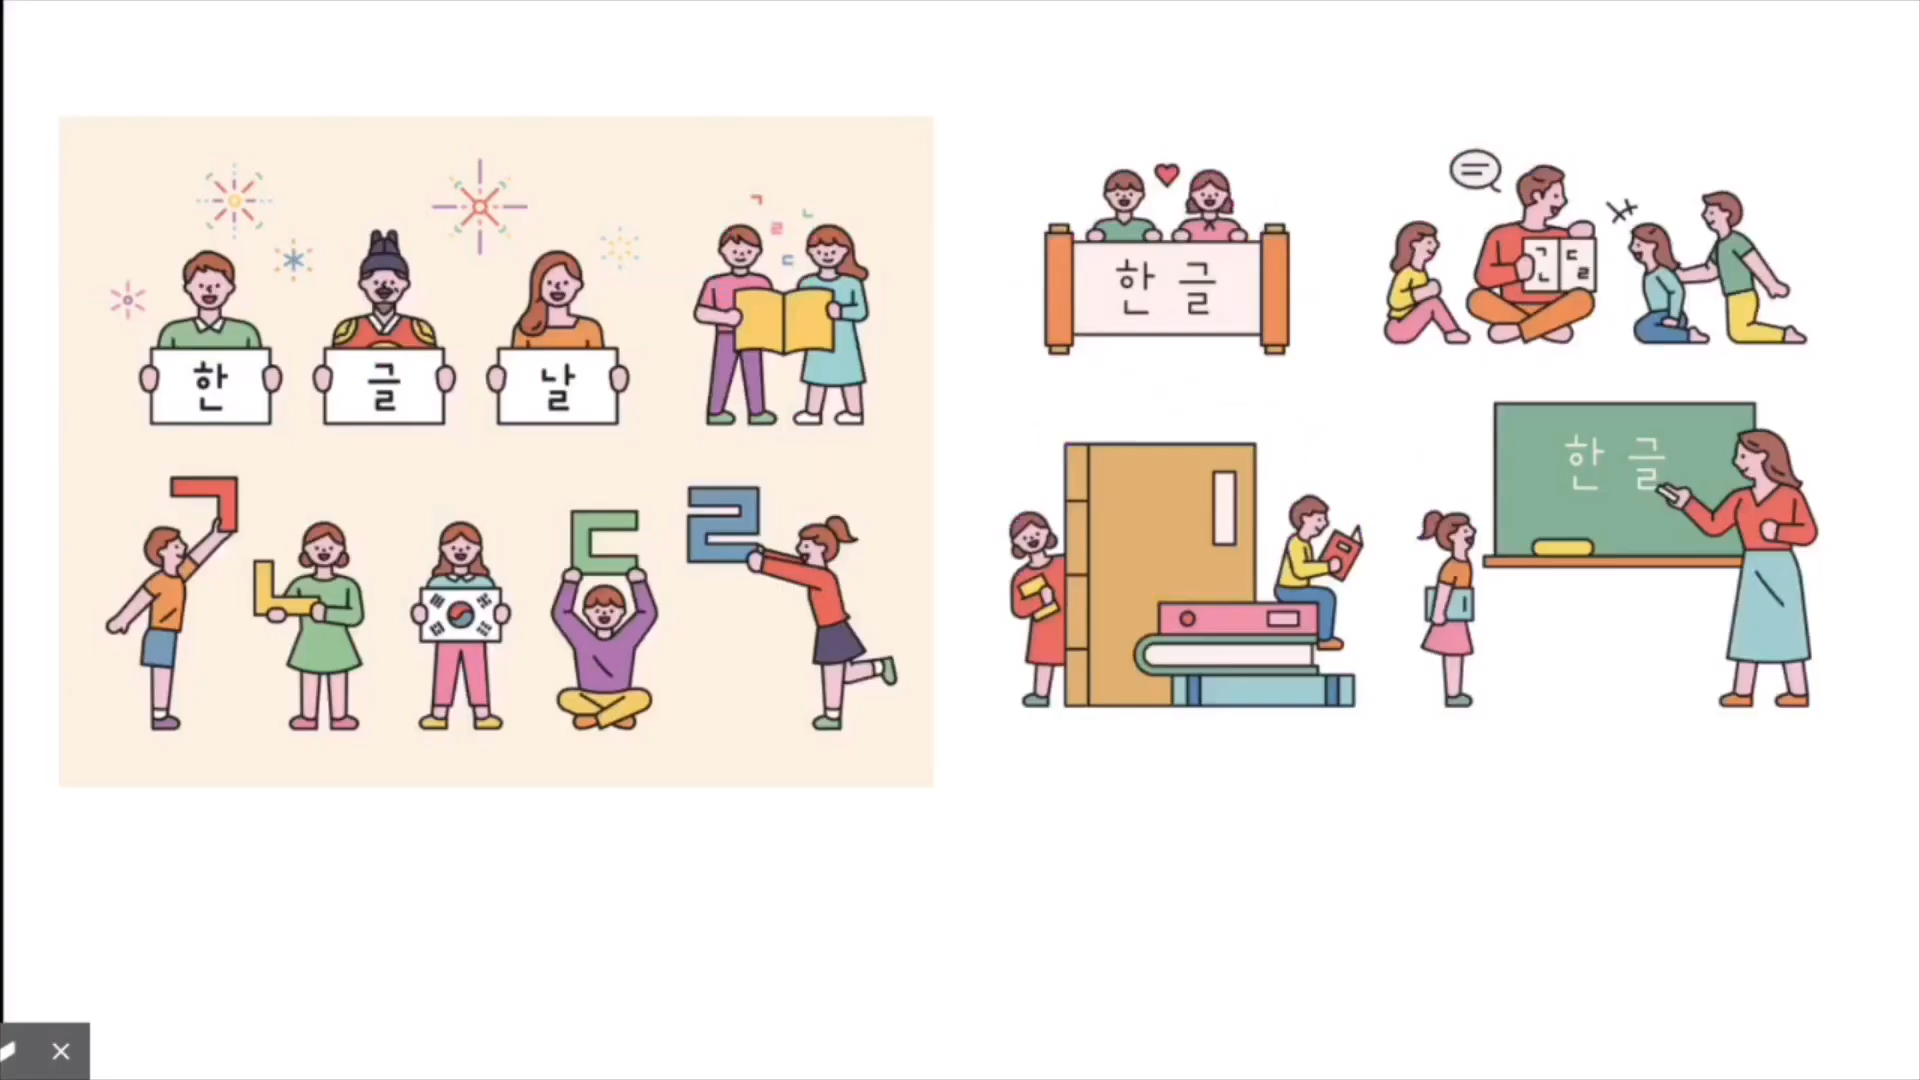 한 글 날
ㄱ
ㄴ
ㄹ
ㄷ
ㄱ ㄴ ㄷ ㄹ
한 글
ㄱ ㄷ
ㄴ ㄹ
한 글